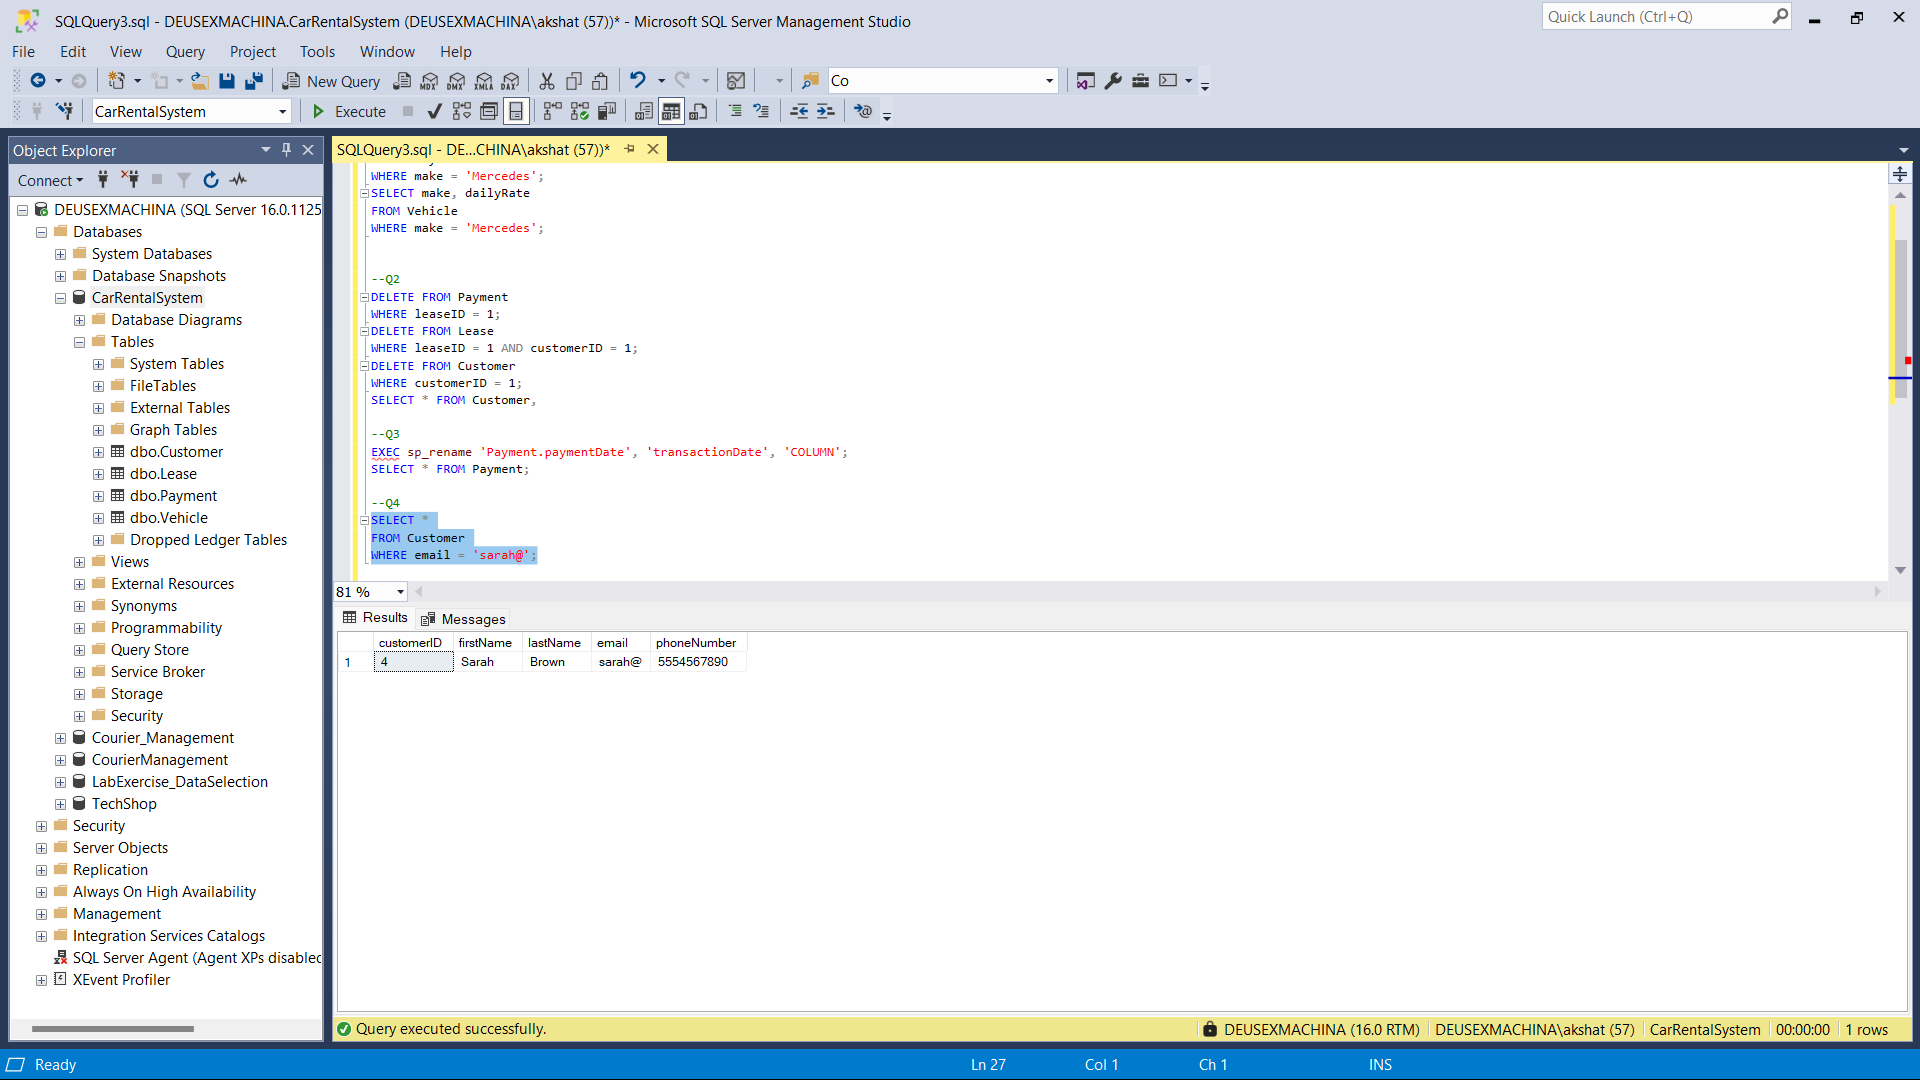 SQLQuery3.sql - DEUSEXMACHINA.CarRentalSystem (DEUSEXMACHINA\akshat (57))* - Microsoft SQL Server Management Studio
Quick Launch (Ctrl+Q)
File Edit View Query Project Tools Window Help
New Query
MDX DMX XMLA DAX
Co
CarRentalSystem
Execute
Object Explorer
Connect
DEUSEXMACHINA (SQL Server 16.0.1125
Databases
System Databases
Database Snapshots
CarRentalSystem
Database Diagrams
Tables
System Tables
FileTables
External Tables
Graph Tables
dbo.Customer
dbo.Lease
dbo.Payment
dbo.Vehicle
Dropped Ledger Tables
Views
External Resources
Synonyms
Programmability
Query Store
Service Broker
Storage
Security
Courier_Management
CourierManagement
LabExercise_DataSelection
TechShop
Security
Server Objects
Replication
Always On High Availability
Management
Integration Services Catalogs
SQL Server Agent (Agent XPs disabled
XEvent Profiler
SQLQuery3.sql - DE...CHINA\akshat (57))*
WHERE make = 'Mercedes';
SELECT make, dailyRate
FROM Vehicle
WHERE make = 'Mercedes';
--Q2
DELETE FROM Payment
WHERE leaseID = 1;
DELETE FROM Lease
WHERE leaseID = 1 AND customerID = 1;
DELETE FROM Customer
WHERE customerID = 1;
SELECT * FROM Customer,
--Q3
EXEC sp_rename 'Payment.paymentDate', 'transactionDate', 'COLUMN';
SELECT * FROM Payment;
--Q4
SELECT *
FROM Customer
WHERE email = 'sarah@';
81 %
Results Messages
customerID firstName lastName email phoneNumber
1 4 Sarah Brown sarah@ 5554567890
Query executed successfully.
DEUSEXMACHINA (16.0 RTM) DEUSEXMACHINA\akshat (57) CarRentalSystem 00:00:00 1 rows
Ready Ln 27 Col 1 Ch 1 INS